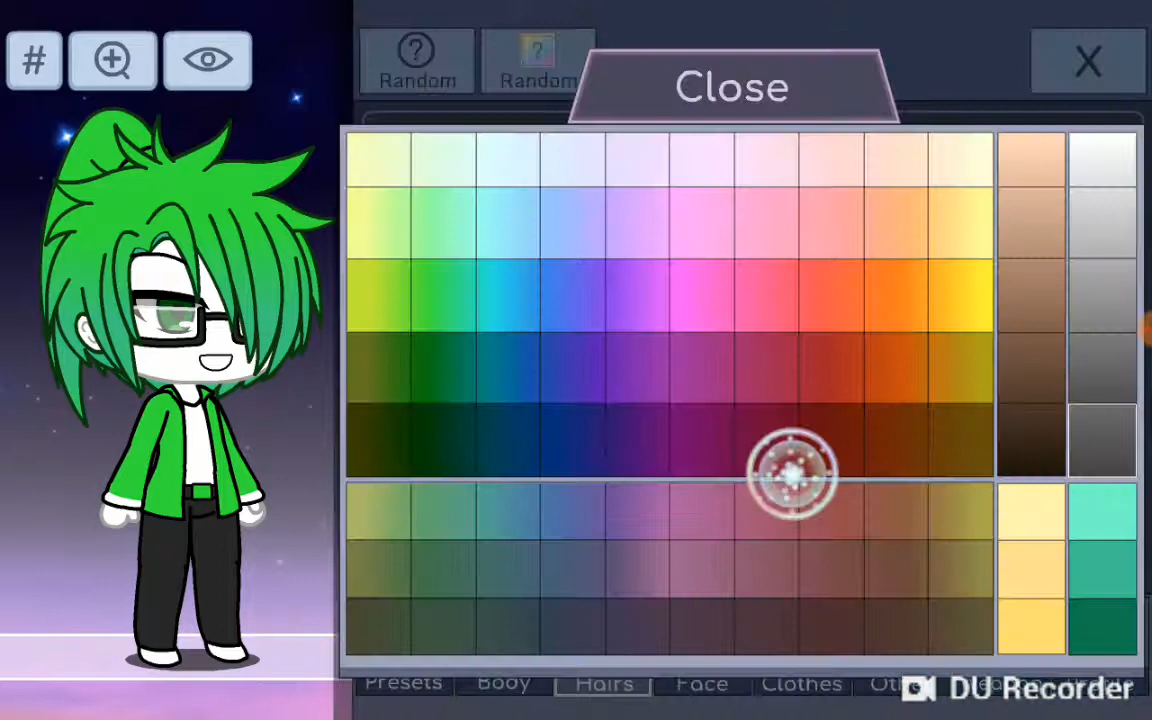 #
Random
Random
Close
X
Presets
Body
Hairs
Face
Clothes
DU Recorder